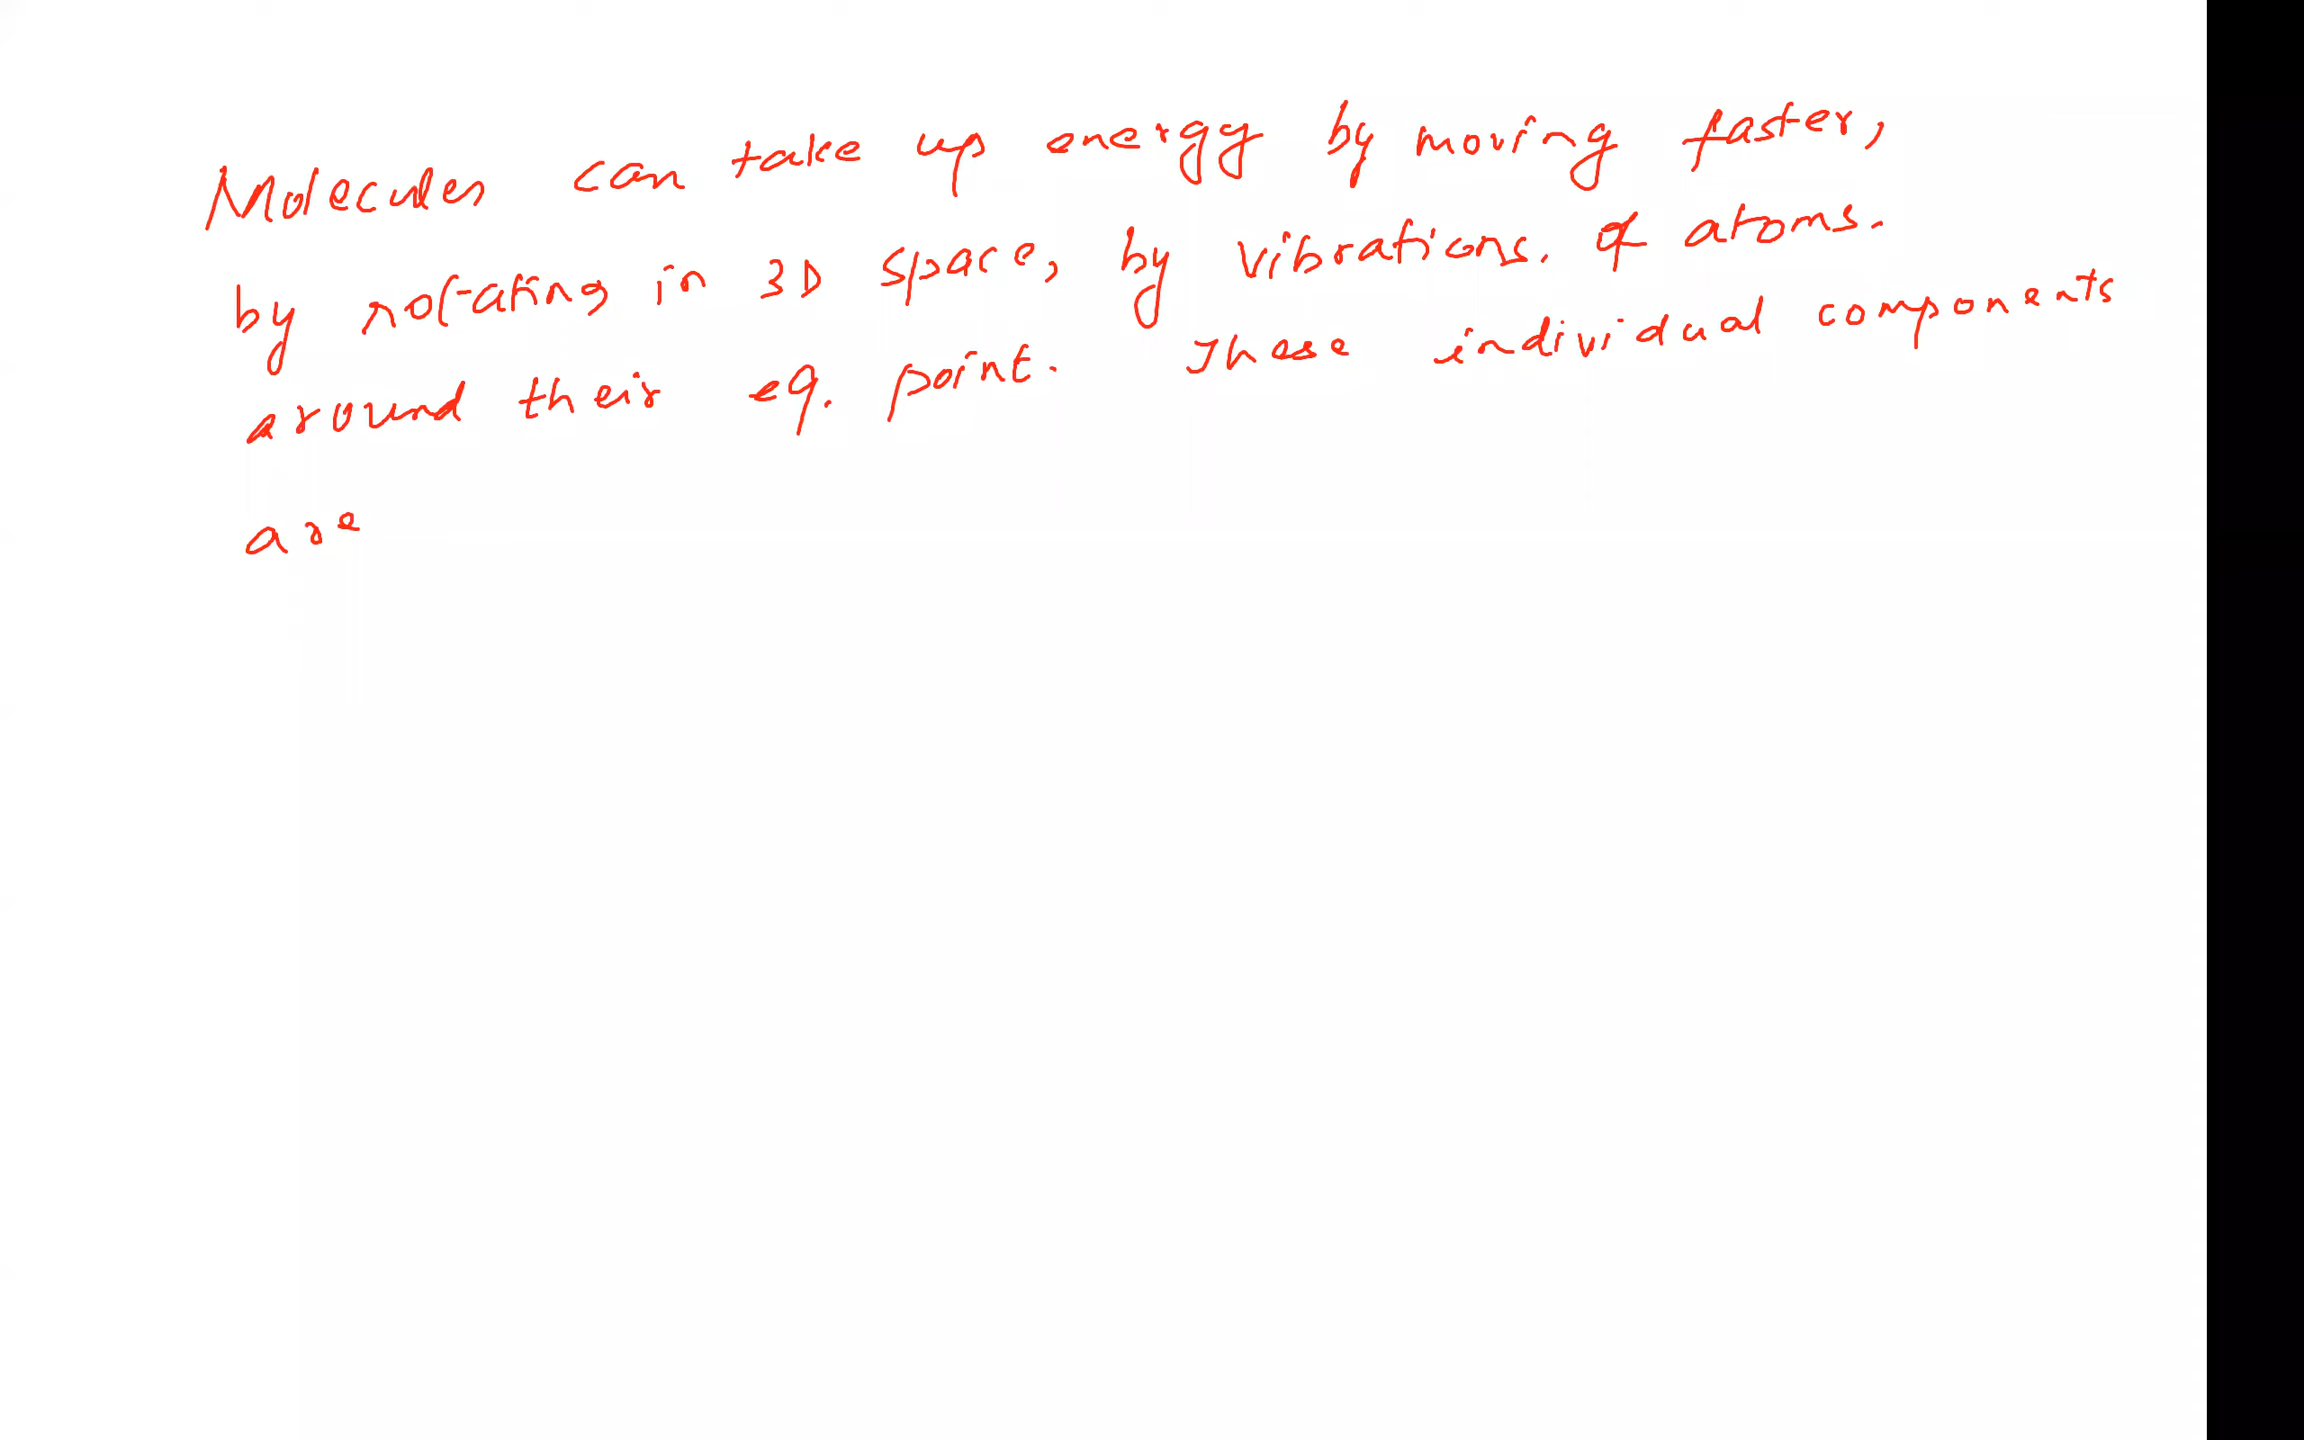 Molecules can take up energy by moving faster,
by rotating in 3D space, by vibrations. of atoms.
around their eq. point. These individual components
are